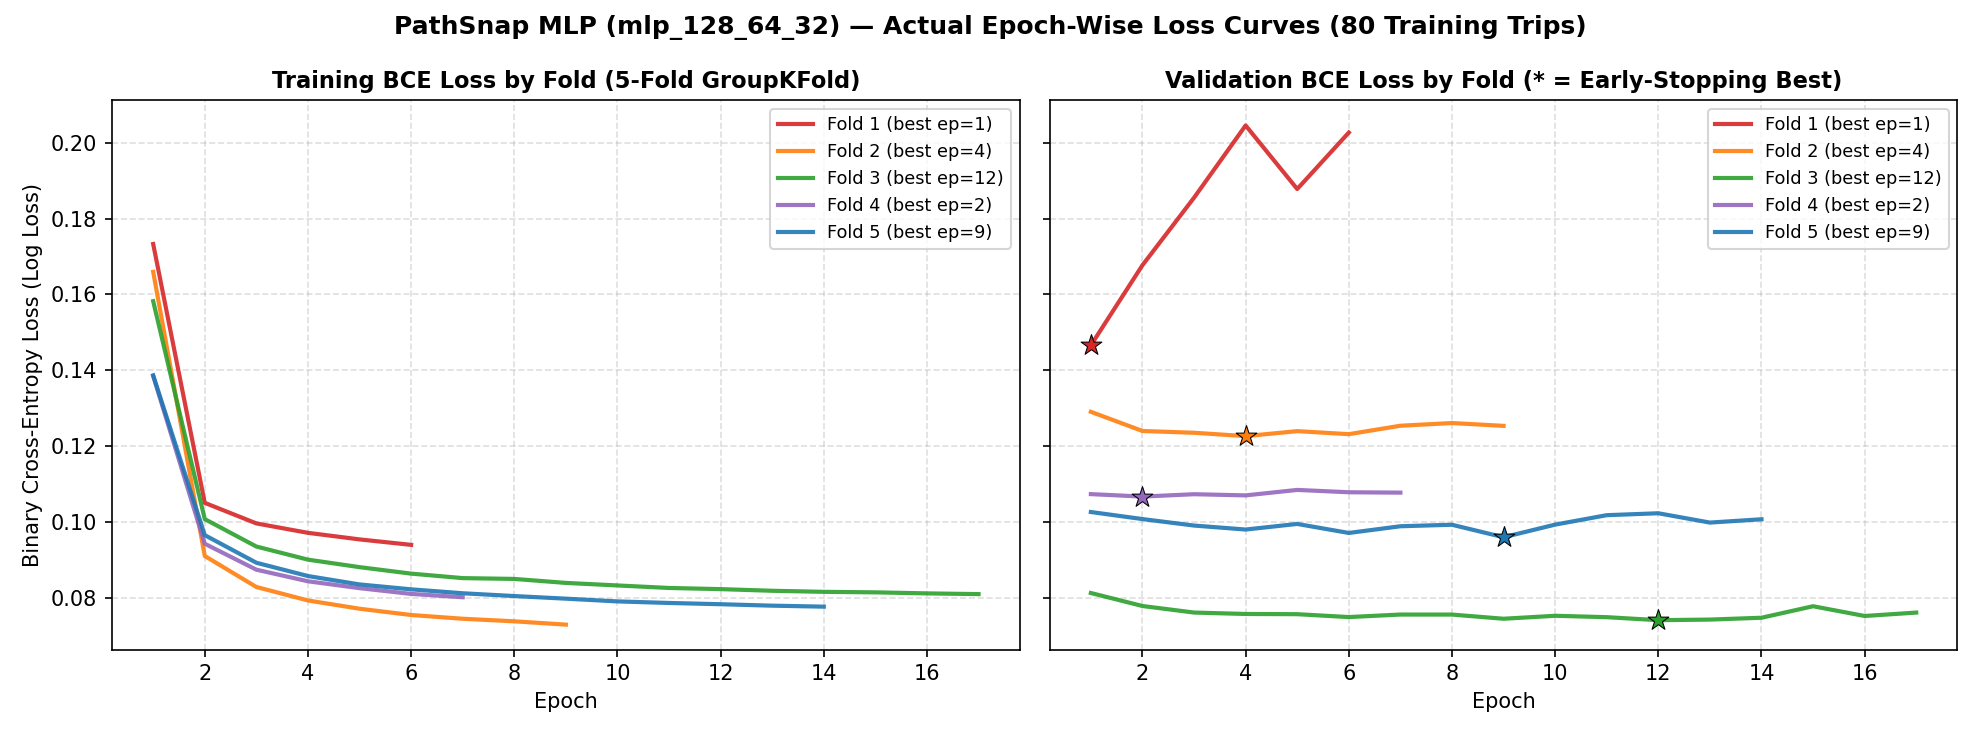 PathSnap MLP (mlp_128_64_32) — Actual Epoch-Wise Loss Curves (80 Training Trips)
Training BCE Loss by Fold (5-Fold GroupKFold)
Binary Cross-Entropy Loss (Log Loss)
0.20
0.18
0.16
0.14
0.12
0.10
0.08
Fold 1 (best ep=1)
Fold 2 (best ep=4)
Fold 3 (best ep=12)
Fold 4 (best ep=2)
Fold 5 (best ep=9)
2 4 6 8 10 12 14 16
Epoch
Validation BCE Loss by Fold (* = Early-Stopping Best)
Fold 1 (best ep=1)
Fold 2 (best ep=4)
Fold 3 (best ep=12)
Fold 4 (best ep=2)
Fold 5 (best ep=9)
2 4 6 8 10 12 14 16
Epoch